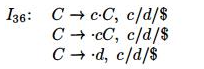 I36: C → c·C, c/d/$
C → ·cC, c/d/$
C → ·d, c/d/$